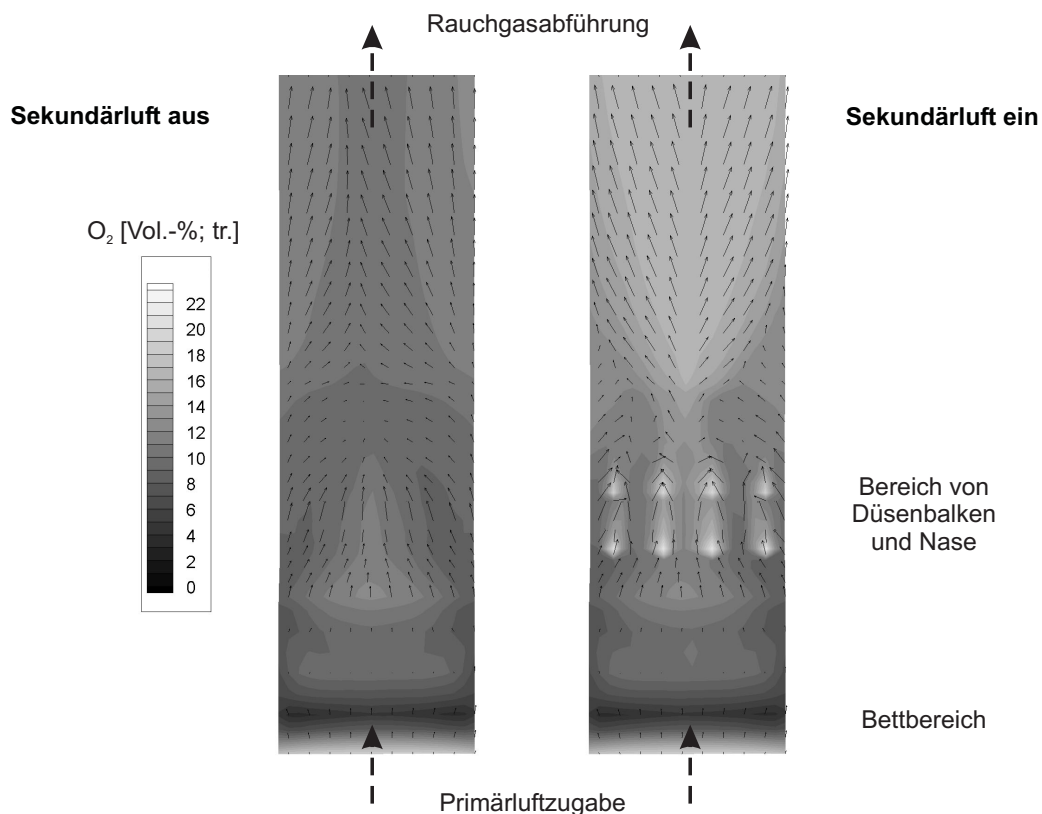 Rauchgasabführung
Sekundärluft aus
Sekundärluft ein
O₂ [Vol.-%; tr.]
22
20
18
16
14
12
10
8
6
4
2
0
Bereich von
Düsenbalken
und Nase
Bettbereich
Primärluftzugabe